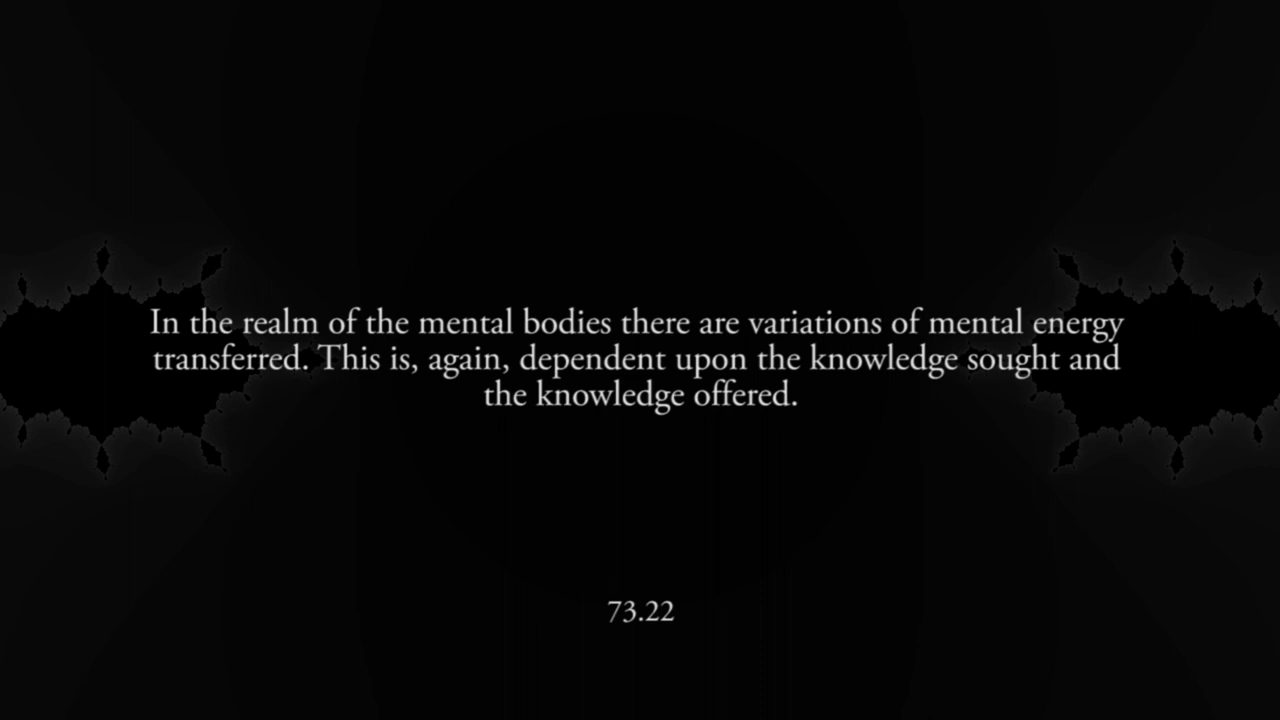 In the realm of the mental bodies there are variations of mental energy
transferred. This is, again, dependent upon the knowledge sought and
the knowledge offered.
73.22